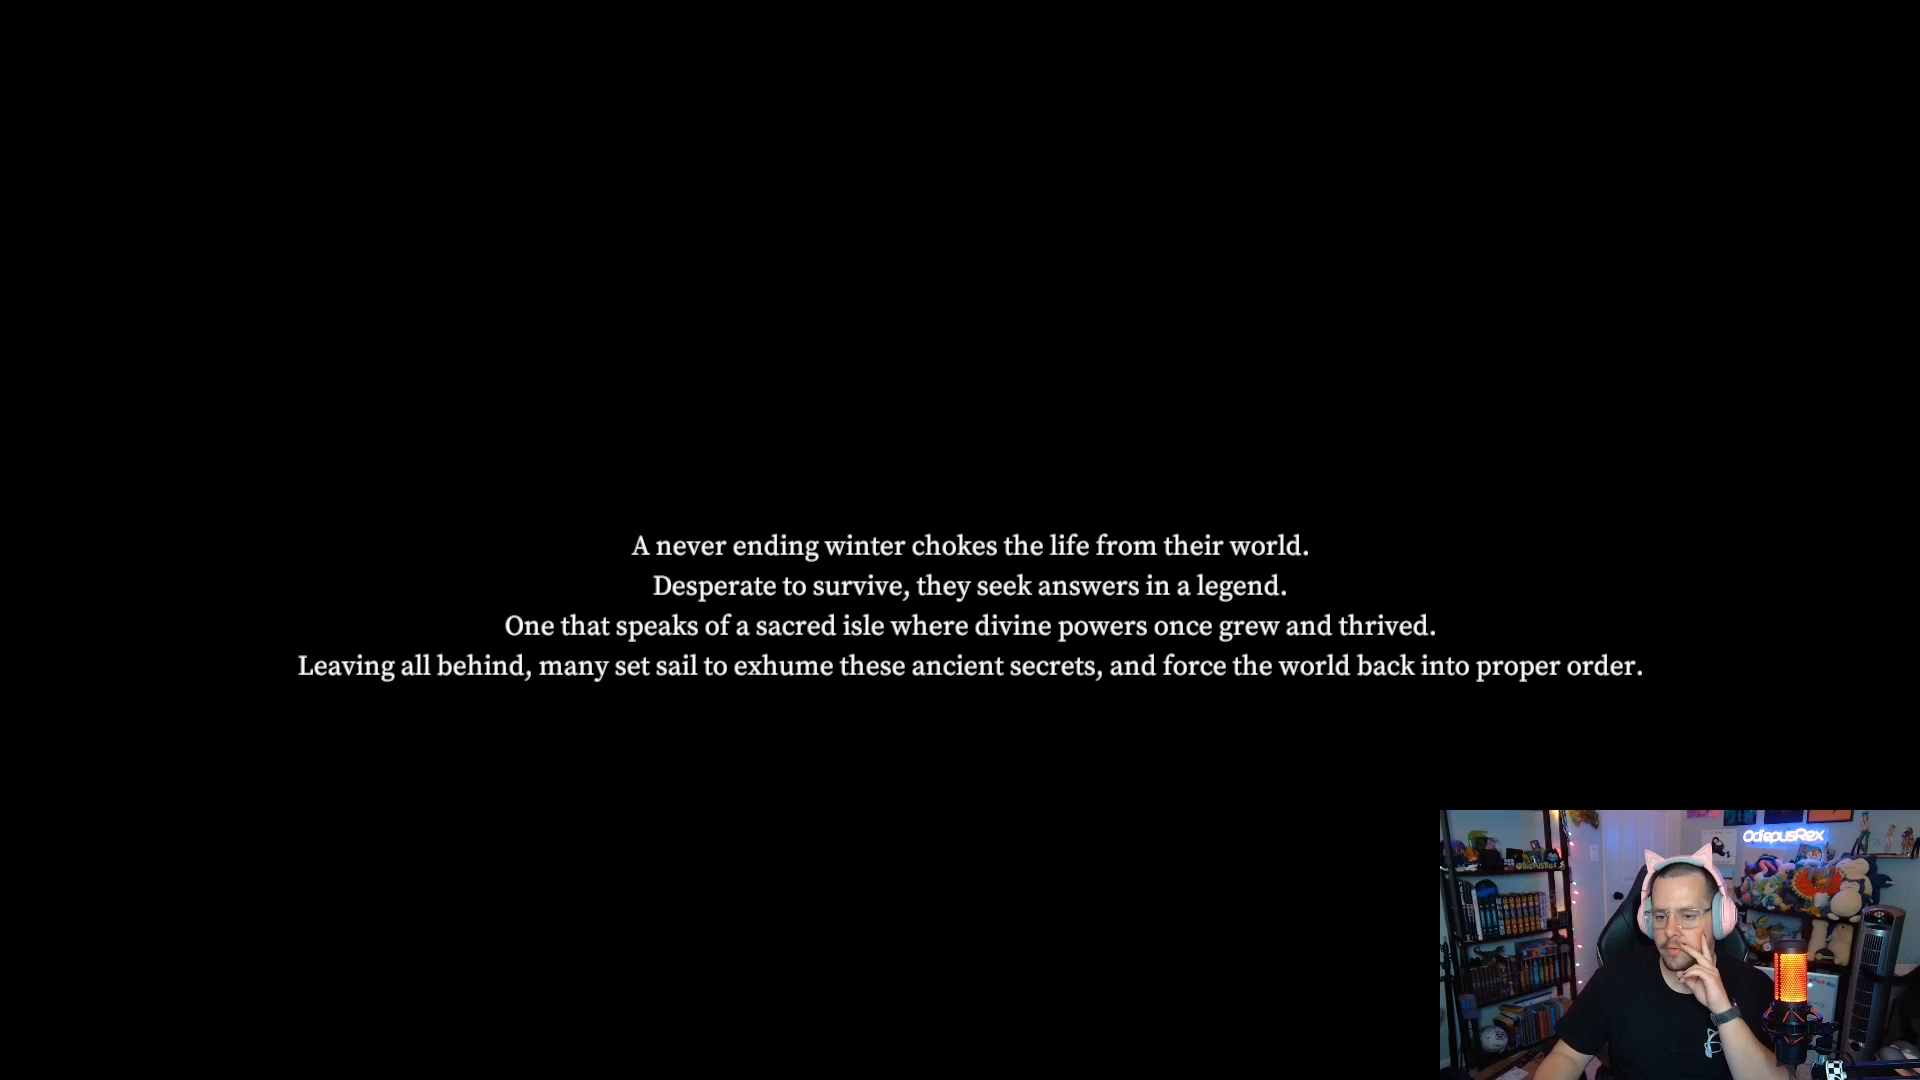 A never ending winter chokes the life from their world.
Desperate to survive, they seek answers in a legend.
One that speaks of a sacred isle where divine powers once grew and thrived.
Leaving all behind, many set sail to exhume these ancient secrets, and force the world back into proper order.
OdiepusRex